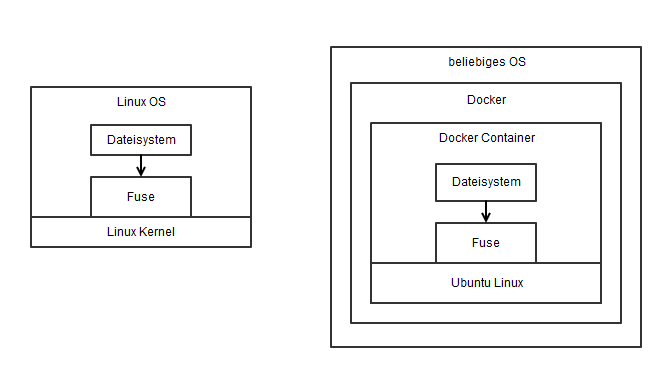 Linux OS
Dateisystem
Fuse
Linux Kernel
beliebiges OS
Docker
Docker Container
Dateisystem
Fuse
Ubuntu Linux